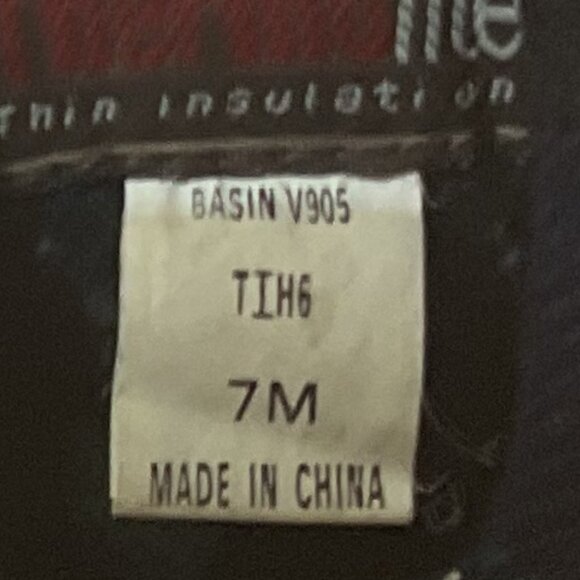 lite
thin insulation
BASIN V905
TIH6
7M
MADE IN CHINA